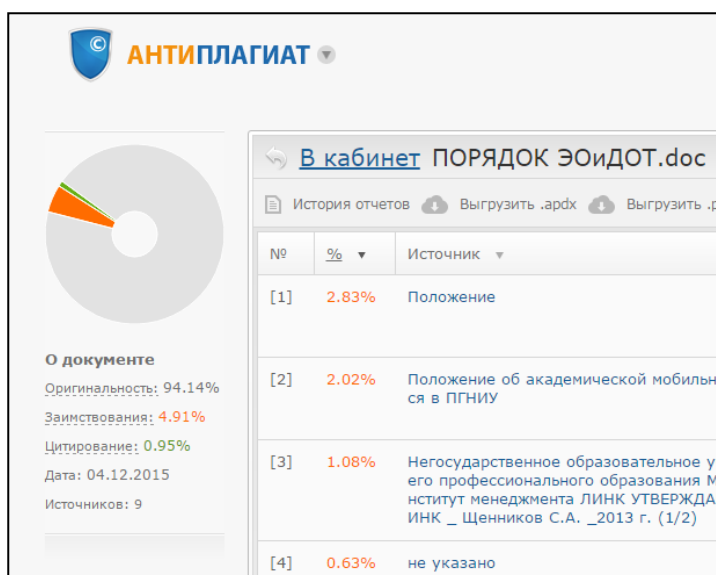 ©
АНТИПЛАГИАТ
В кабинет ПОРЯДОК ЭОиДОТ.doc
История отчетов Выгрузить .apdx Выгрузить
№ % Источник
[1] 2.83% Положение
[2] 2.02% Положение об академической
ся в ПГНИУ
[3] 1.08% Негосударственное образовательное
его профессионального образования
нститут менеджмента ЛИНК
ИНК _ Щенников С.А. _2013 г. (1/2)
[4] 0.63% не указано
О документе
Оригинальность: 94.14%
Заимствования: 4.91%
Цитирование: 0.95%
Дата: 04.12.2015
Источников: 9